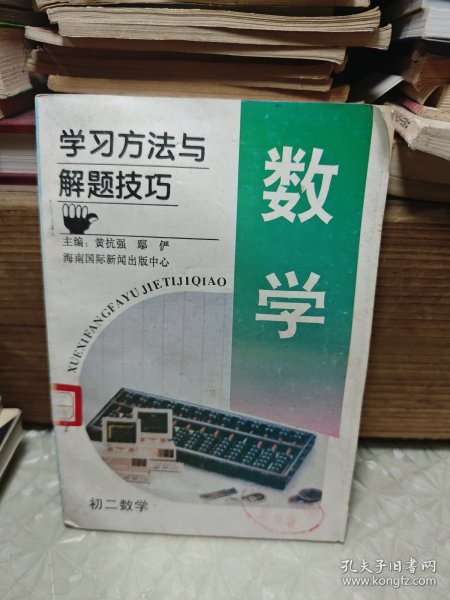 学习方法与
解题技巧
主编：黄抗强 鄢俨
海南国际新闻出版中心
XUEXIFANGFAYUJIETIJIQIAO
数
学
初二数学
孔夫子旧书网
www.kongfz.com